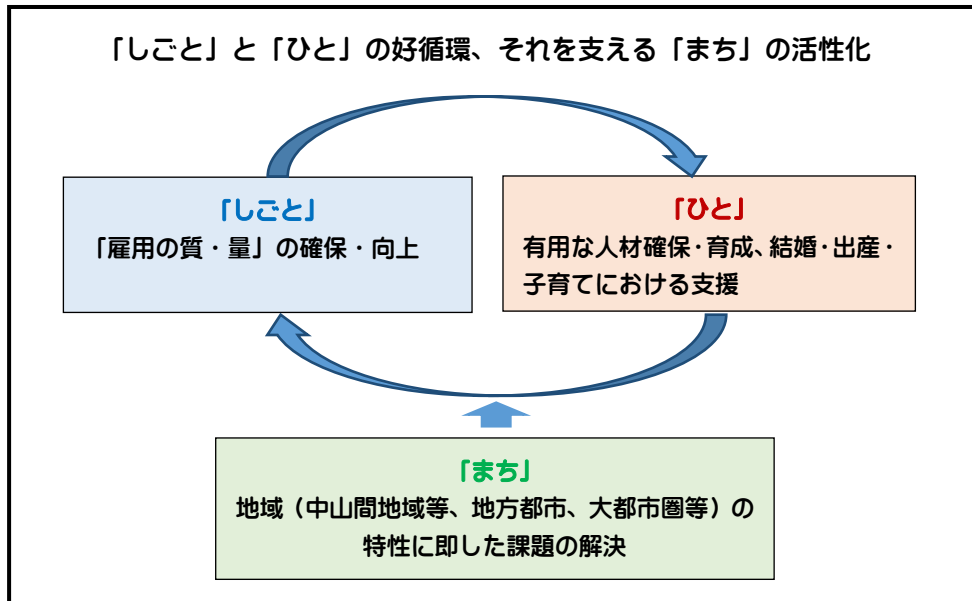 「しごと」と「ひと」の好循環、それを支える「まち」の活性化
「しごと」
「雇用の質・量」の確保・向上
「ひと」
有用な人材確保・育成、結婚・出産・
子育てにおける支援
「まち」
地域（中山間地域等、地方都市、大都市圏等）の
特性に即した課題の解決